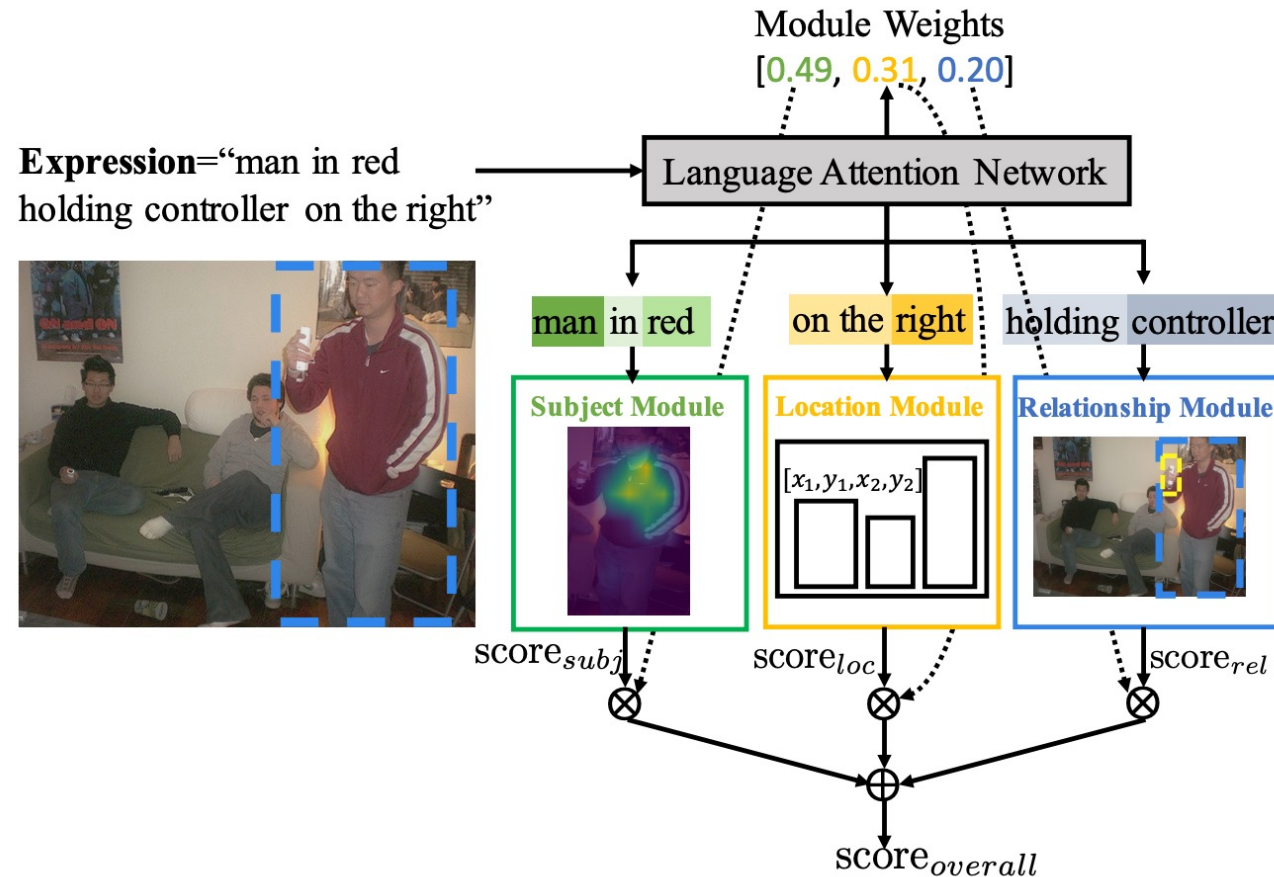 Module Weights
[0.49, 0.31, 0.20]
Expression=“man in red
holding controller on the right”
Language Attention Network
man in red
on the right
holding controller
Subject Module
Location Module
Relationship Module
[x₁,y₁,x₂,y₂]
score_subj
score_loc
score_rel
score_overall